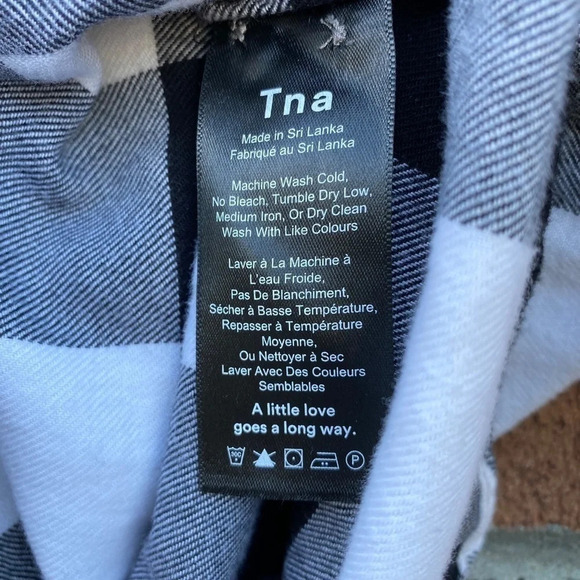 Tna
Made in Sri Lanka
Fabriqué au Sri Lanka
Machine Wash Cold,
No Bleach, Tumble Dry Low,
Medium Iron, Or Dry Clean
Wash With Like Colours
Laver à La Machine à
L'eau Froide,
Pas De Blanchiment,
Sécher à Basse Température,
Repasser à Température
Moyenne,
Ou Nettoyer à Sec
Laver Avec Des Couleurs
Semblables
A little love
goes a long way.
P